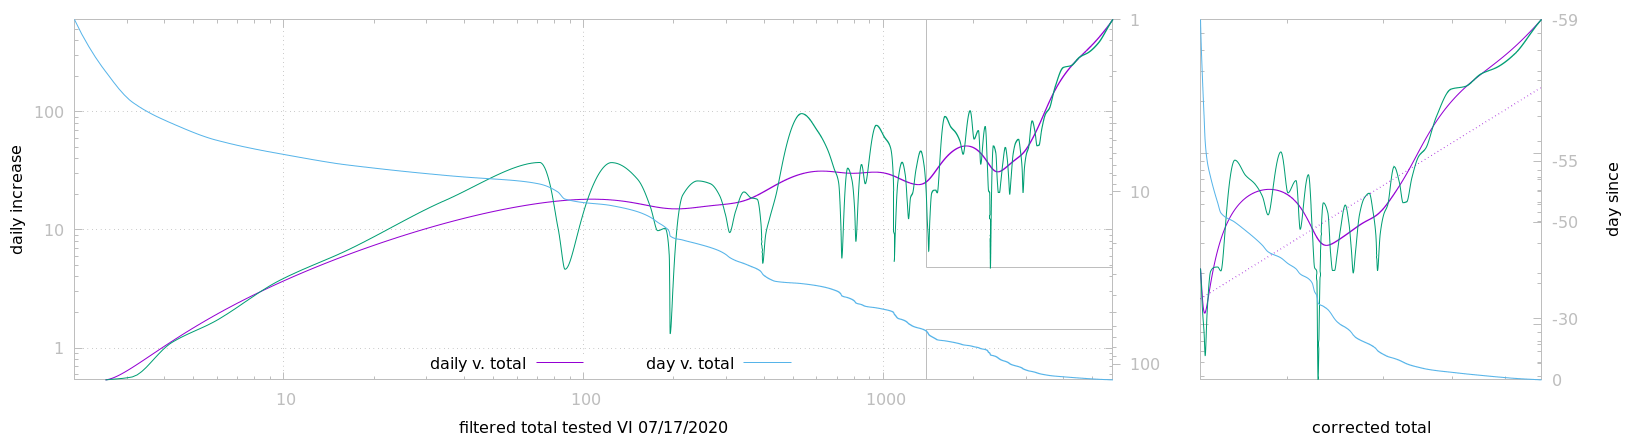 1
-59
100
daily increase
-55
10
day since
10
-50
-30
1
daily v. total
day v. total
100
0
10
100
1000
filtered total tested VI 07/17/2020
corrected total